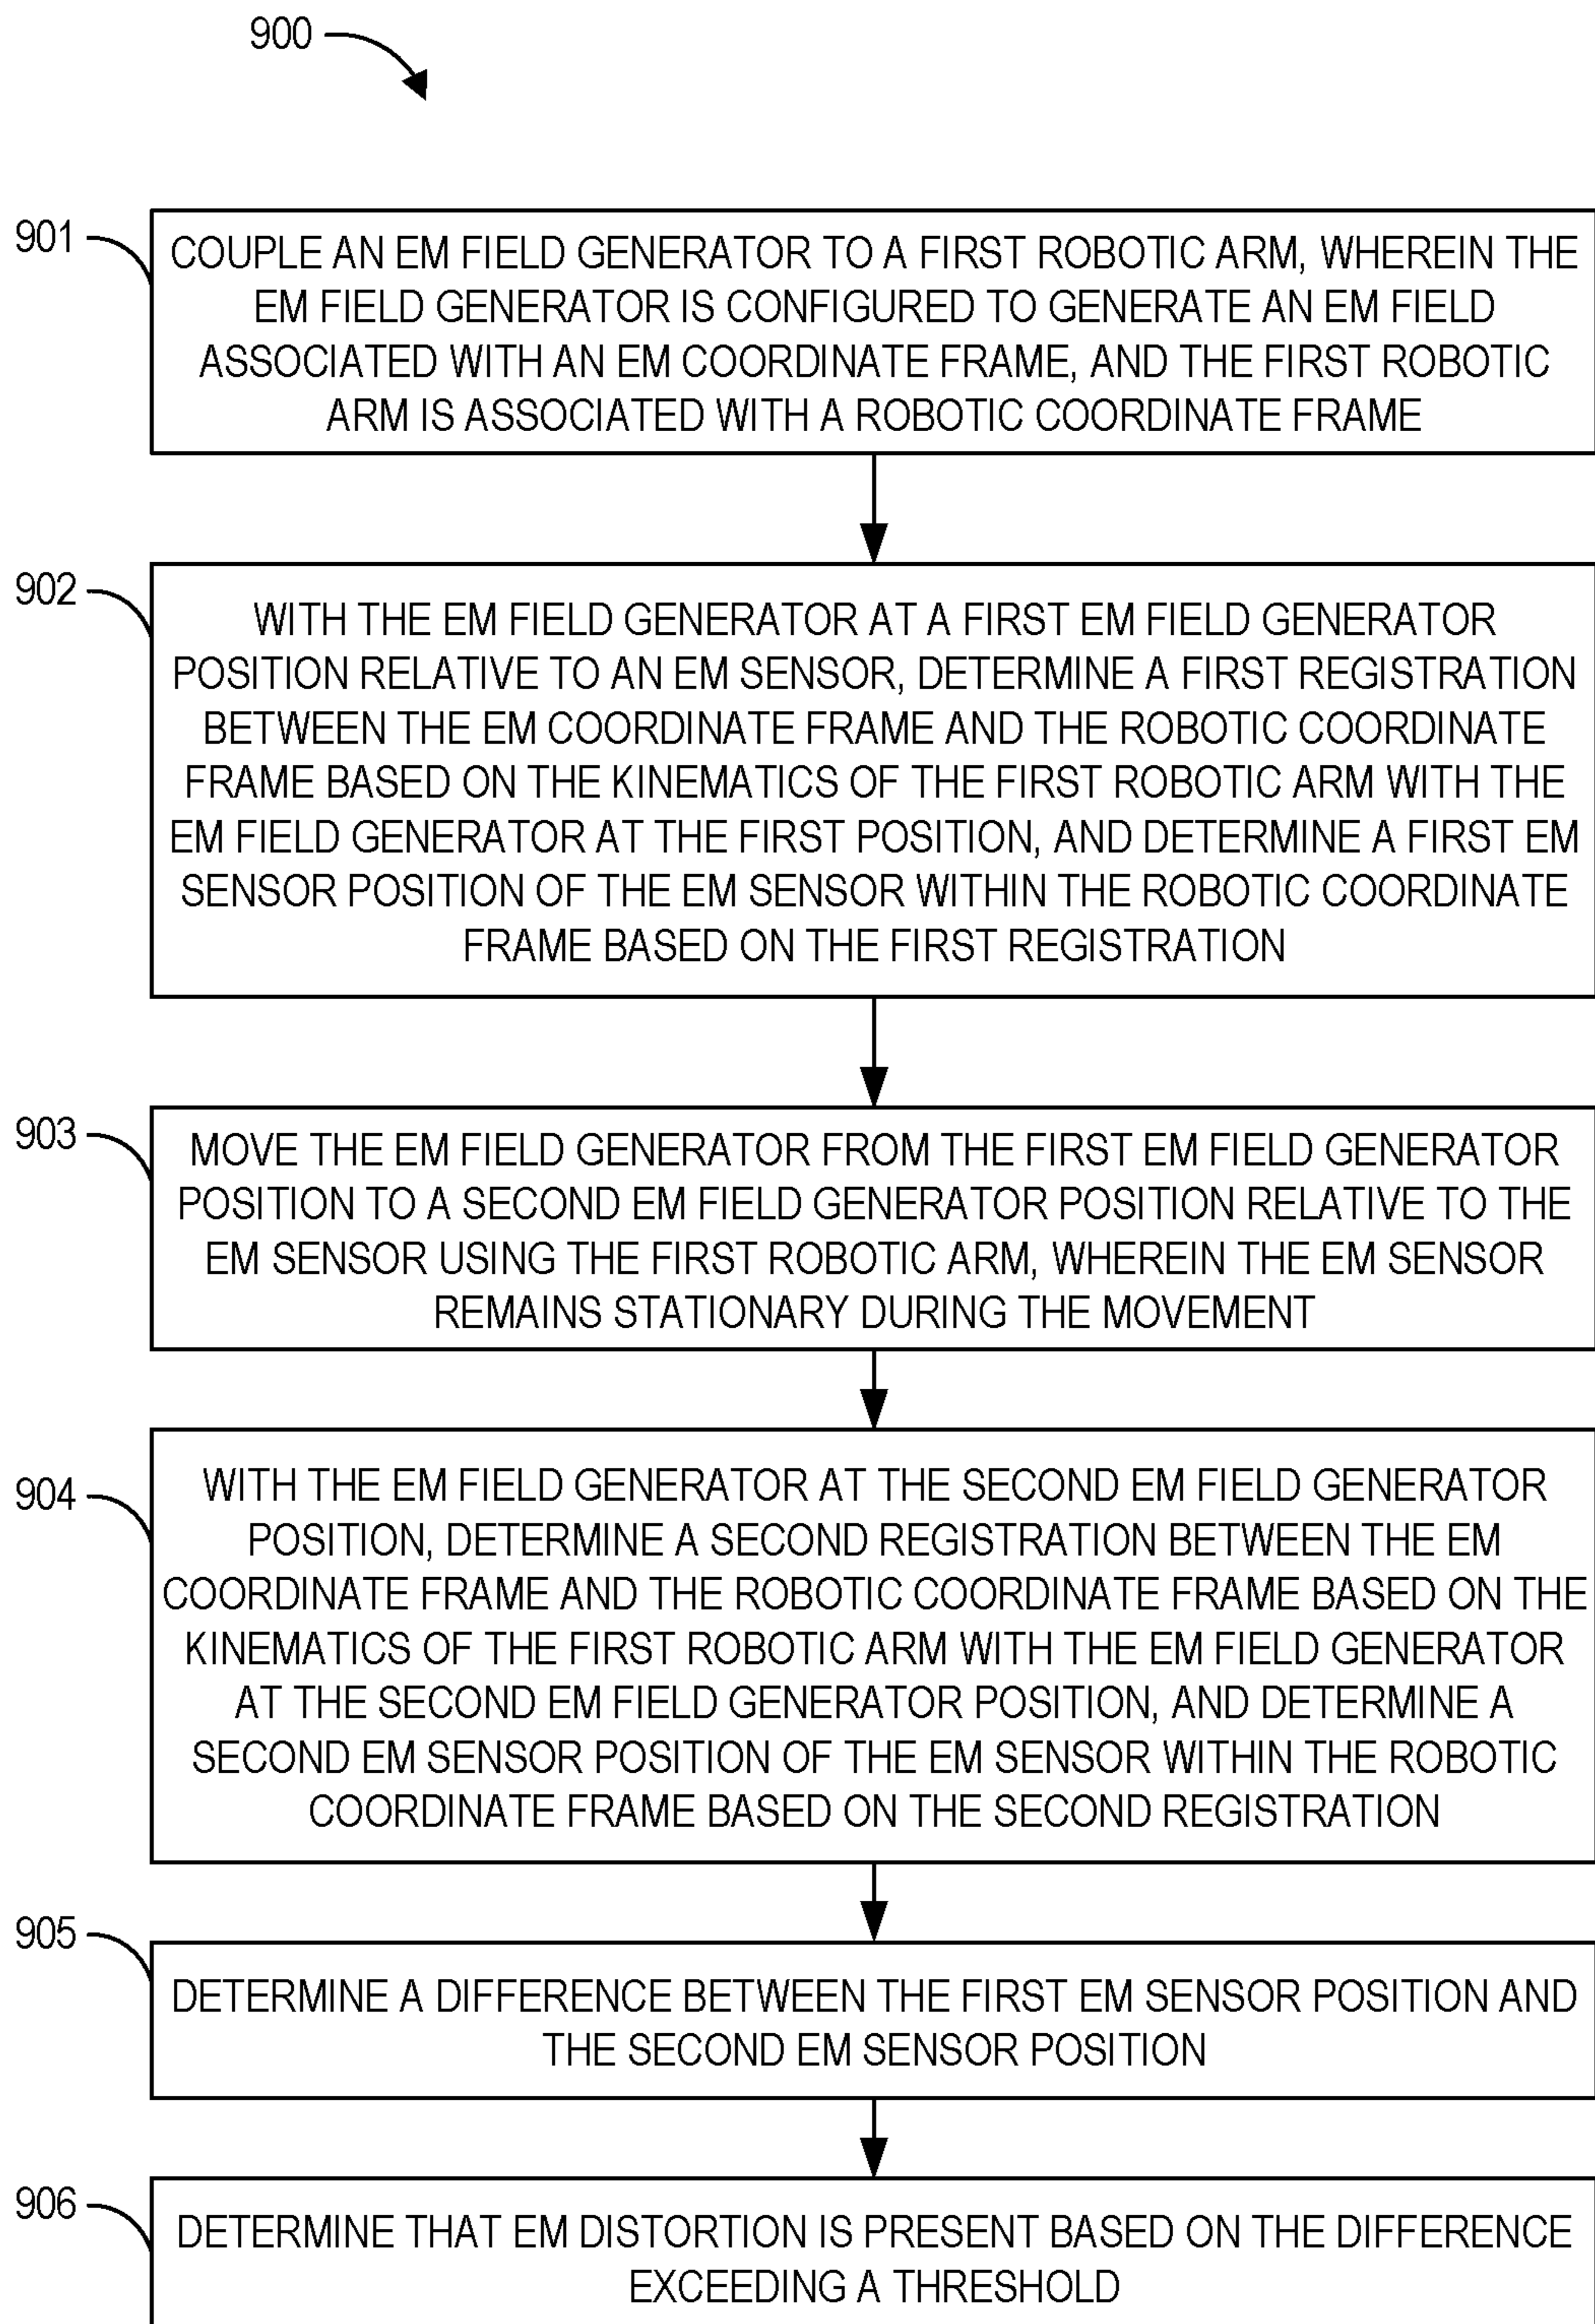 900
901
COUPLE AN EM FIELD GENERATOR TO A FIRST ROBOTIC ARM, WHEREIN THE
EM FIELD GENERATOR IS CONFIGURED TO GENERATE AN EM FIELD
ASSOCIATED WITH AN EM COORDINATE FRAME, AND THE FIRST ROBOTIC
ARM IS ASSOCIATED WITH A ROBOTIC COORDINATE FRAME
902
WITH THE EM FIELD GENERATOR AT A FIRST EM FIELD GENERATOR
POSITION RELATIVE TO AN EM SENSOR, DETERMINE A FIRST REGISTRATION
BETWEEN THE EM COORDINATE FRAME AND THE ROBOTIC COORDINATE
FRAME BASED ON THE KINEMATICS OF THE FIRST ROBOTIC ARM WITH THE
EM FIELD GENERATOR AT THE FIRST POSITION, AND DETERMINE A FIRST EM
SENSOR POSITION OF THE EM SENSOR WITHIN THE ROBOTIC COORDINATE
FRAME BASED ON THE FIRST REGISTRATION
903
MOVE THE EM FIELD GENERATOR FROM THE FIRST EM FIELD GENERATOR
POSITION TO A SECOND EM FIELD GENERATOR POSITION RELATIVE TO THE
EM SENSOR USING THE FIRST ROBOTIC ARM, WHEREIN THE EM SENSOR
REMAINS STATIONARY DURING THE MOVEMENT
904
WITH THE EM FIELD GENERATOR AT THE SECOND EM FIELD GENERATOR
POSITION, DETERMINE A SECOND REGISTRATION BETWEEN THE EM
COORDINATE FRAME AND THE ROBOTIC COORDINATE FRAME BASED ON THE
KINEMATICS OF THE FIRST ROBOTIC ARM WITH THE EM FIELD GENERATOR
AT THE SECOND EM FIELD GENERATOR POSITION, AND DETERMINE A
SECOND EM SENSOR POSITION OF THE EM SENSOR WITHIN THE ROBOTIC
COORDINATE FRAME BASED ON THE SECOND REGISTRATION
905
DETERMINE A DIFFERENCE BETWEEN THE FIRST EM SENSOR POSITION AND
THE SECOND EM SENSOR POSITION
906
DETERMINE THAT EM DISTORTION IS PRESENT BASED ON THE DIFFERENCE
EXCEEDING A THRESHOLD